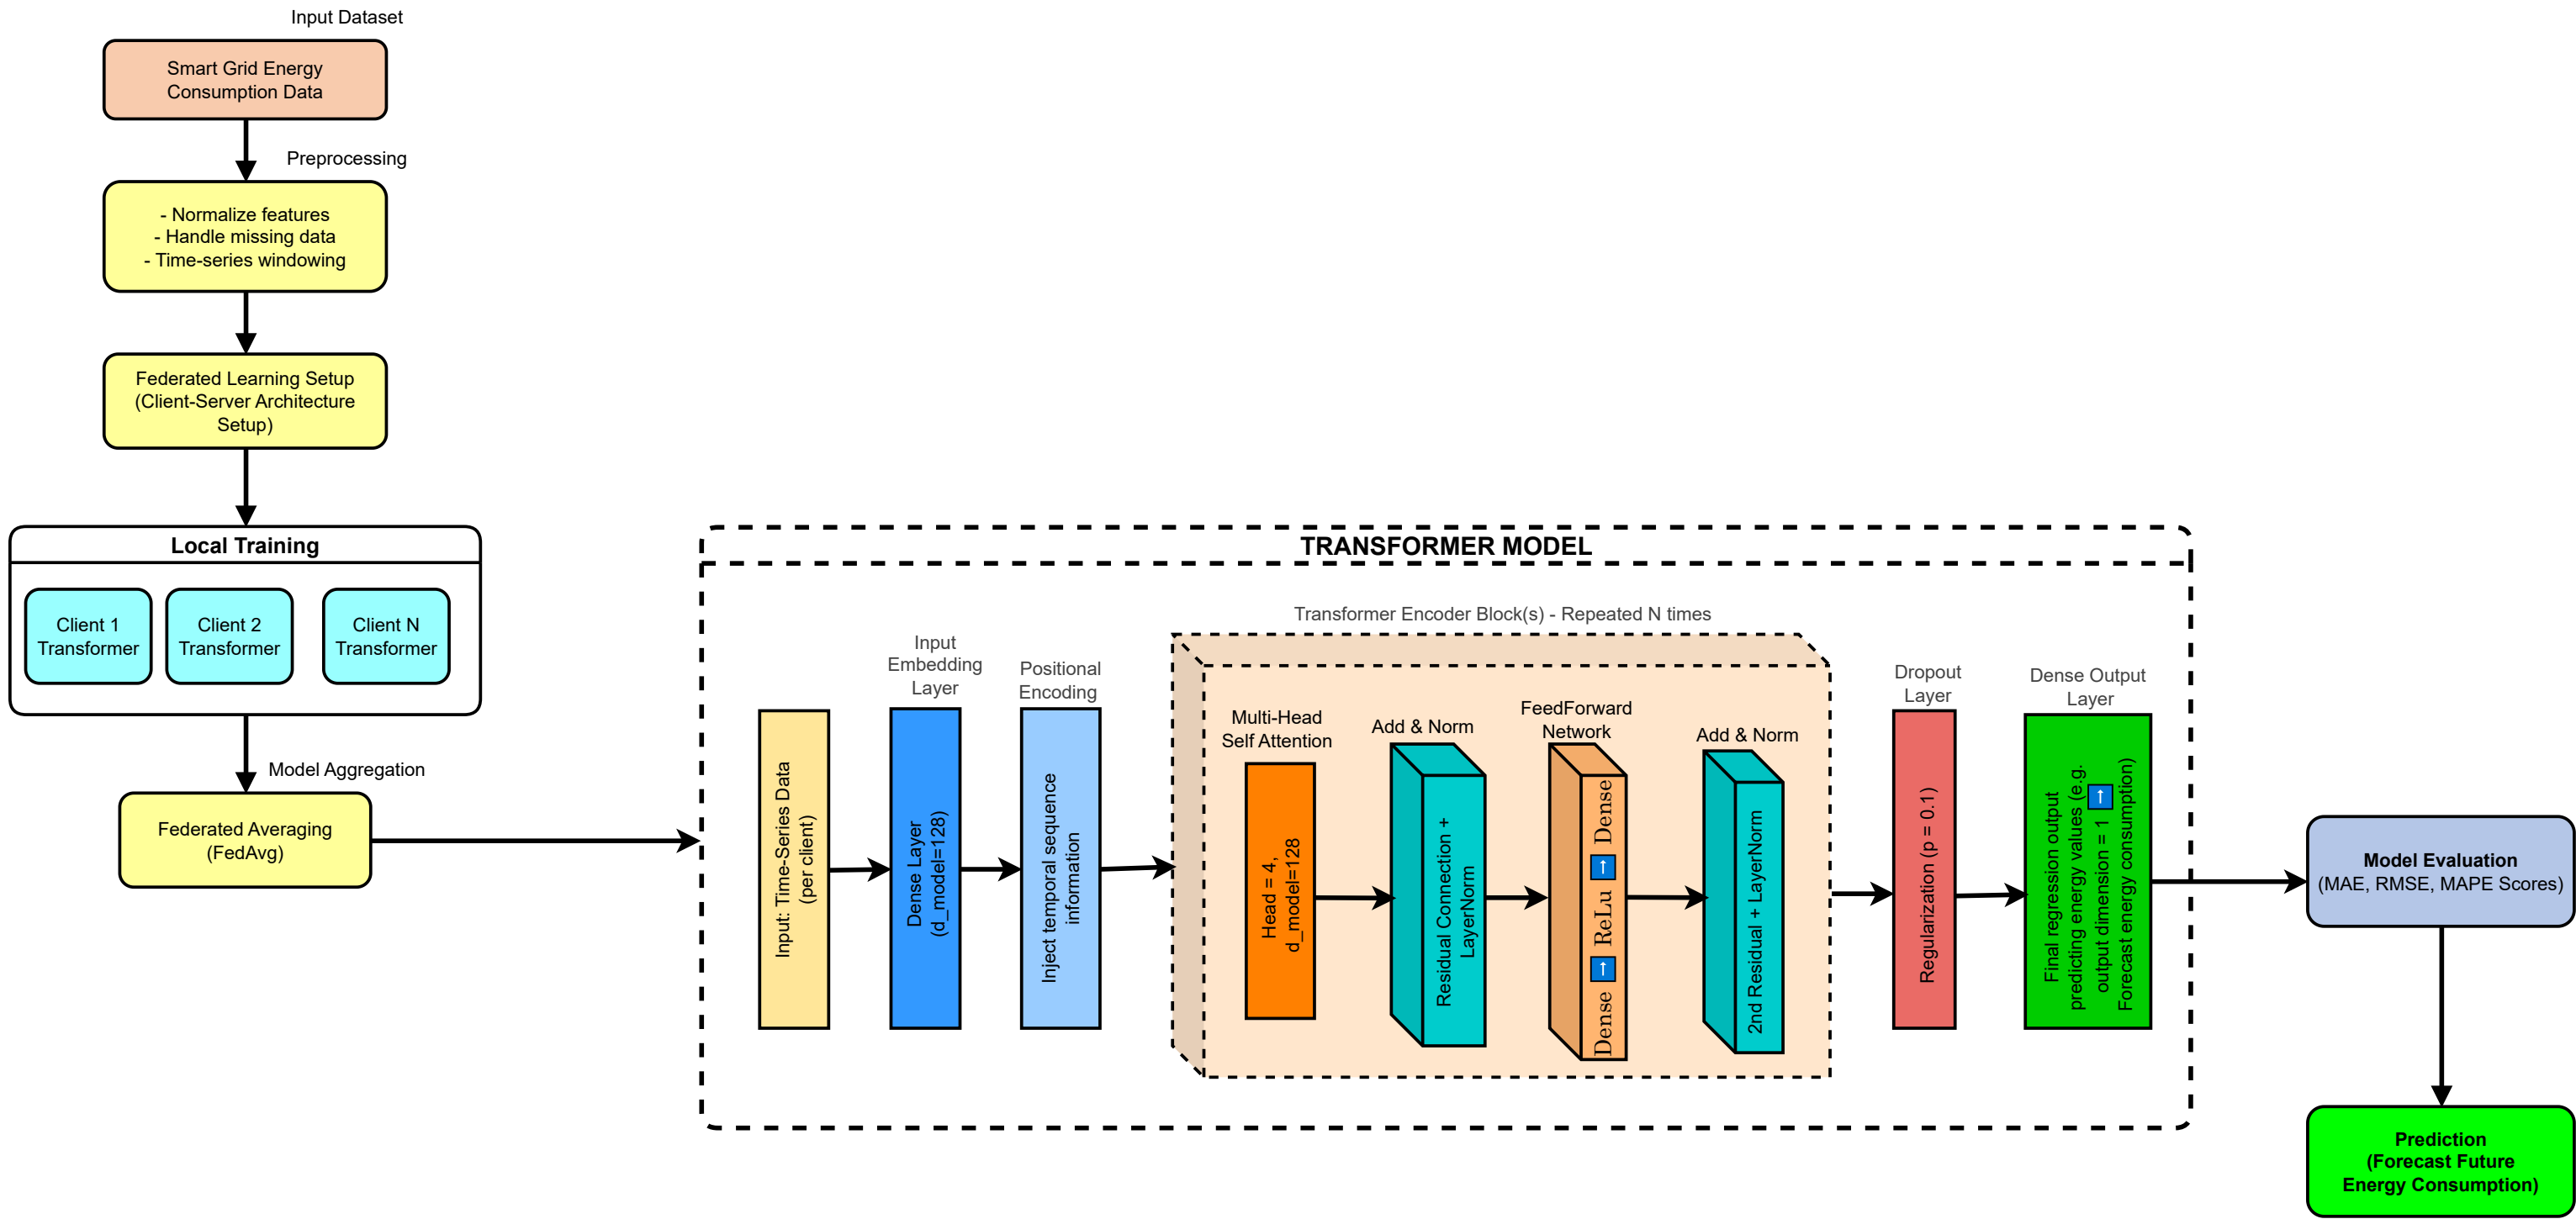 Input Dataset
Smart Grid Energy
Consumption Data
Preprocessing
- Normalize features
- Handle missing data
- Time-series windowing
Federated Learning Setup
(Client-Server Architecture
Setup)
Local Training
Client 1
Transformer
Client 2
Transformer
Client N
Transformer
Model Aggregation
Federated Averaging
(FedAvg)
TRANSFORMER MODEL
Input: Time-Series Data
(per client)
Input
Embedding
Layer
Dense Layer
(d_model=128)
Positional
Encoding
Inject temporal sequence
information
Transformer Encoder Block(s) - Repeated N times
Multi-Head
Self Attention
Head = 4,
d_model=128
Add & Norm
Residual Connection +
LayerNorm
FeedForward
Network
Dense ➡ ReLu ➡ Dense
Add & Norm
2nd Residual + LayerNorm
Dropout
Layer
Regularization (p = 0.1)
Dense Output
Layer
Final regression output
predicting energy values (e.g.
output dimension = 1 ➡
Forecast energy consumption)
Model Evaluation
(MAE, RMSE, MAPE Scores)
Prediction
(Forecast Future
Energy Consumption)